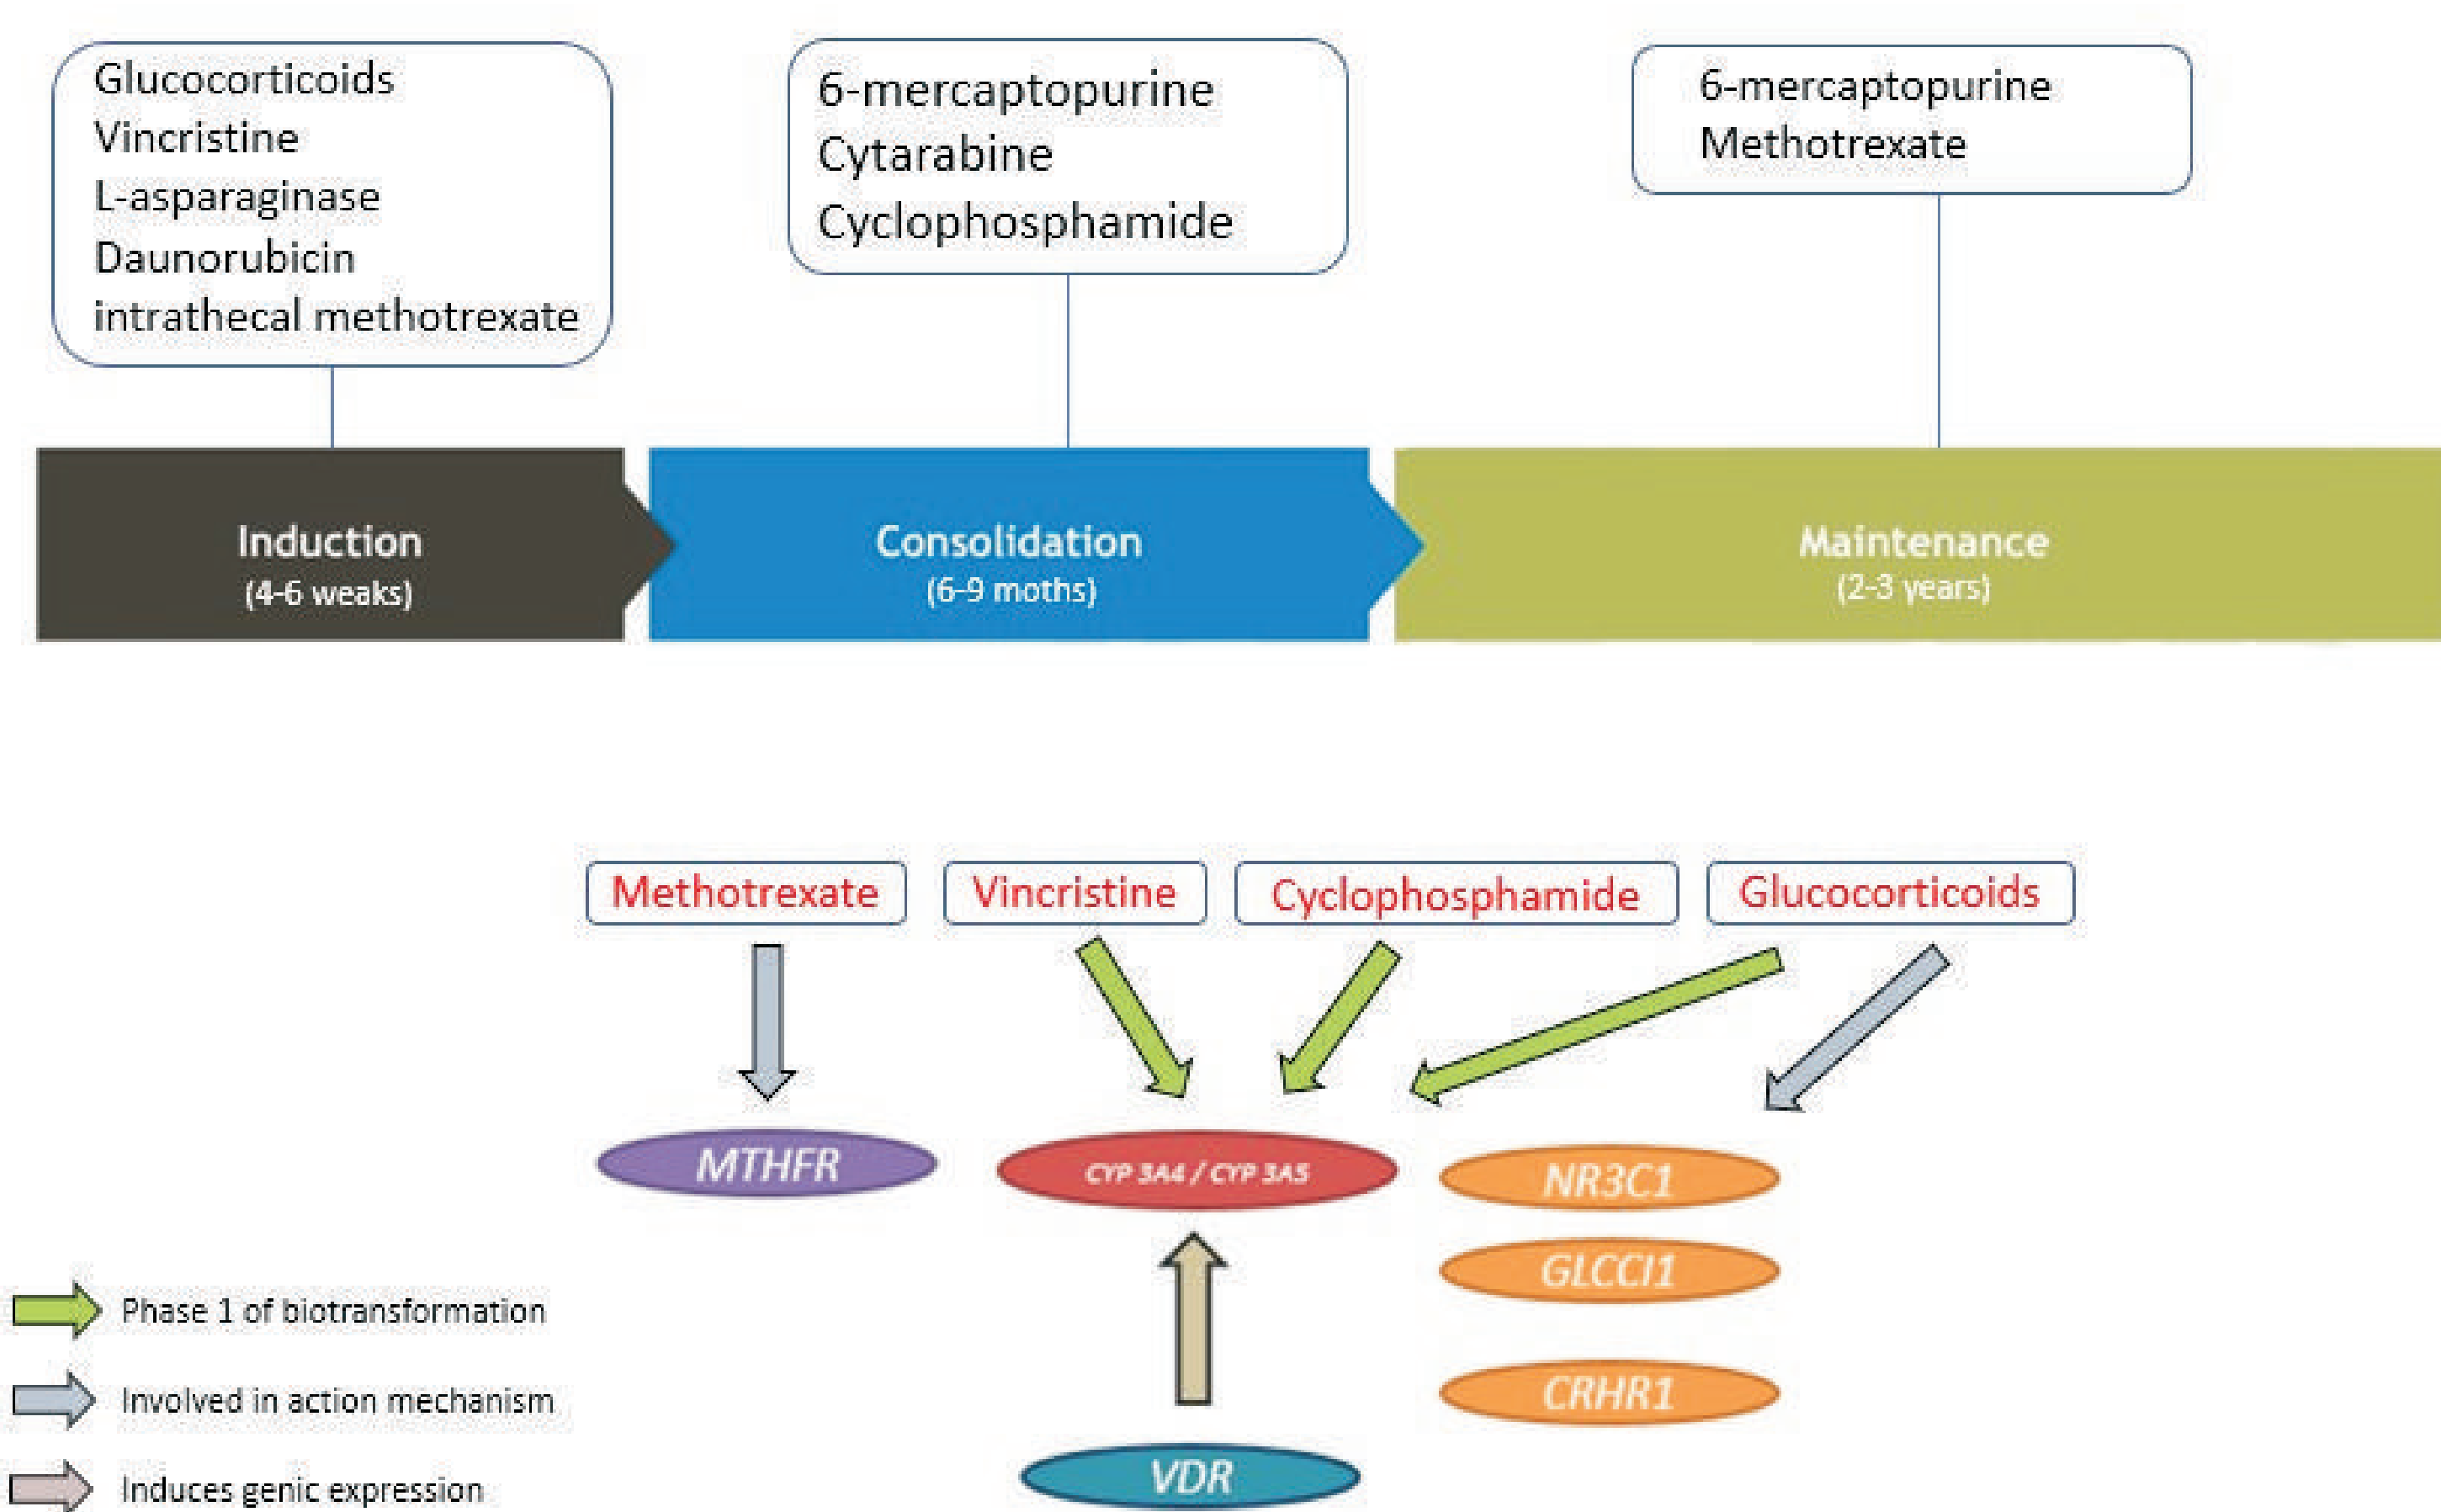 Glucocorticoids
Vincristine
L-asparaginase
Daunorubicin
intrathecal methotrexate
6-mercaptopurine
Cytarabine
Cyclophosphamide
6-mercaptopurine
Methotrexate
Induction
(4-6 weaks)
Consolidation
(6-9 moths)
Maintenance
(2-3 years)
Methotrexate
Vincristine
Cyclophosphamide
Glucocorticoids
MTHFR
CYP 3A4 / CYP 3A5
NR3C1
GLCCI1
CRHR1
VDR
Phase 1 of biotransformation
Involved in action mechanism
Induces genic expression